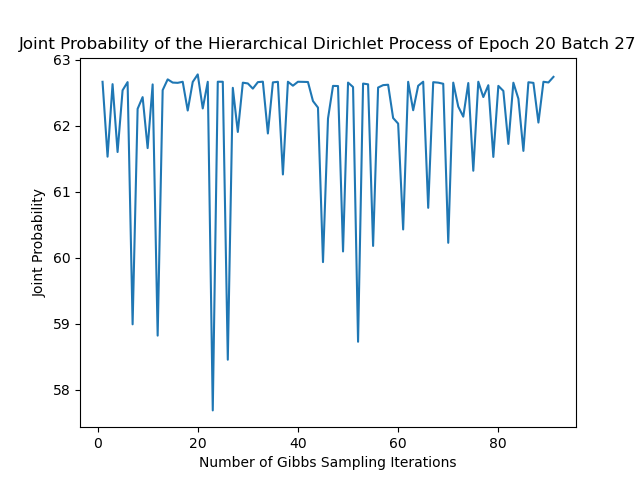 Joint Probability of the Hierarchical Dirichlet Process of Epoch 20 Batch 27
63
62
61
60
59
58
Joint Probability
0 20 40 60 80
Number of Gibbs Sampling Iterations